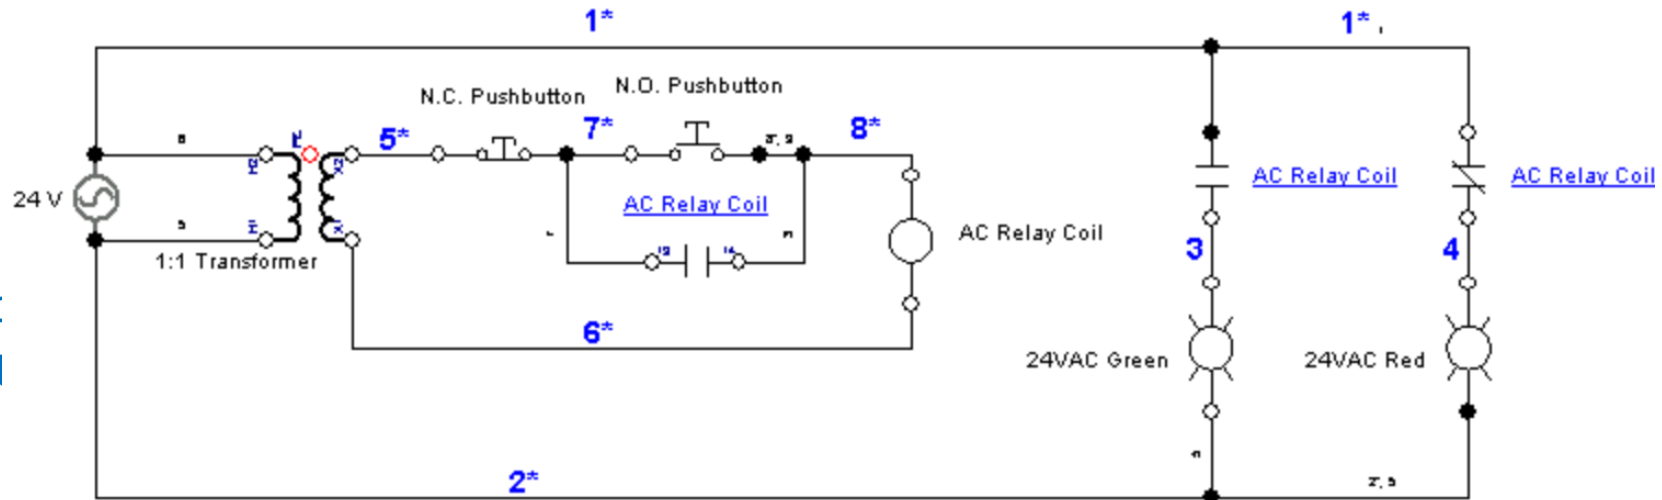 1*
1*
N.C. Pushbutton
N.O. Pushbutton
5*
7*
8*
24 V
AC Relay Coil
AC Relay Coil
AC Relay Coil
AC Relay Coil
1:1 Transformer
3
4
6*
24VAC Green
24VAC Red
2*